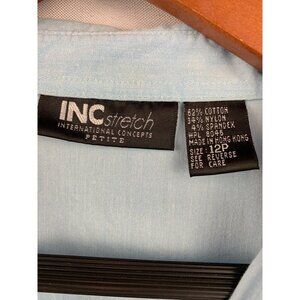 INC stretch
INTERNATIONAL CONCEPTS
PETITE
62% COTTON
34% NYLON
4% SPANDEX
RPL 8046
MADE IN HONG KONG
SIZE: 12P
SEE REVERSE
FOR CARE